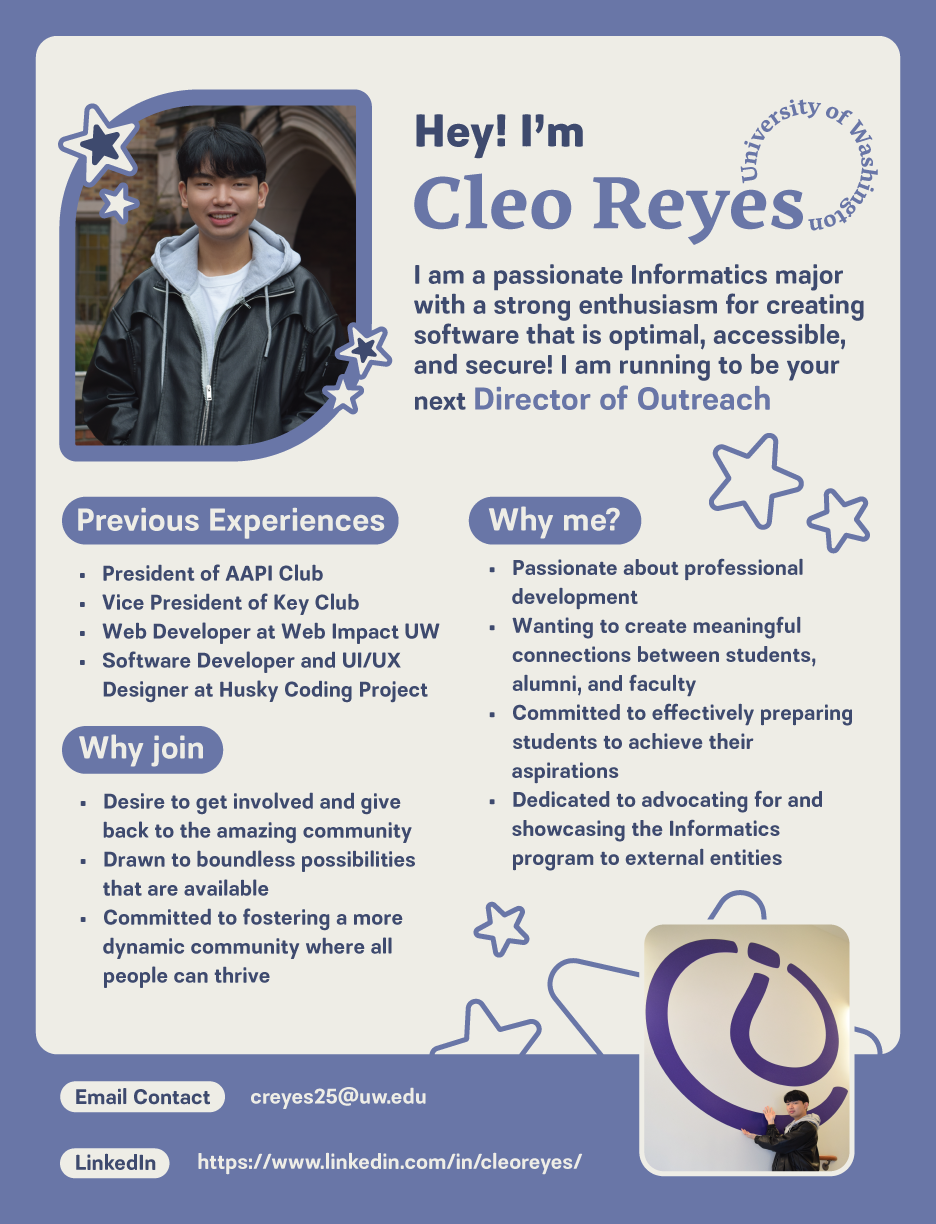 Hey! I'm
Cleo Reyes
University of Washington
I am a passionate Informatics major
with a strong enthusiasm for creating
software that is optimal, accessible,
and secure! I am running to be your
next Director of Outreach
Previous Experiences
▪ President of AAPI Club
▪ Vice President of Key Club
▪ Web Developer at Web Impact UW
▪ Software Developer and UI/UX
Designer at Husky Coding Project
Why join
▪ Desire to get involved and give
back to the amazing community
▪ Drawn to boundless possibilities
that are available
▪ Committed to fostering a more
dynamic community where all
people can thrive
Why me?
▪ Passionate about professional
development
▪ Wanting to create meaningful
connections between students,
alumni, and faculty
▪ Committed to effectively preparing
students to achieve their
aspirations
▪ Dedicated to advocating for and
showcasing the Informatics
program to external entities
Email Contact creyes25@uw.edu
LinkedIn https://www.linkedin.com/in/cleoreyes/